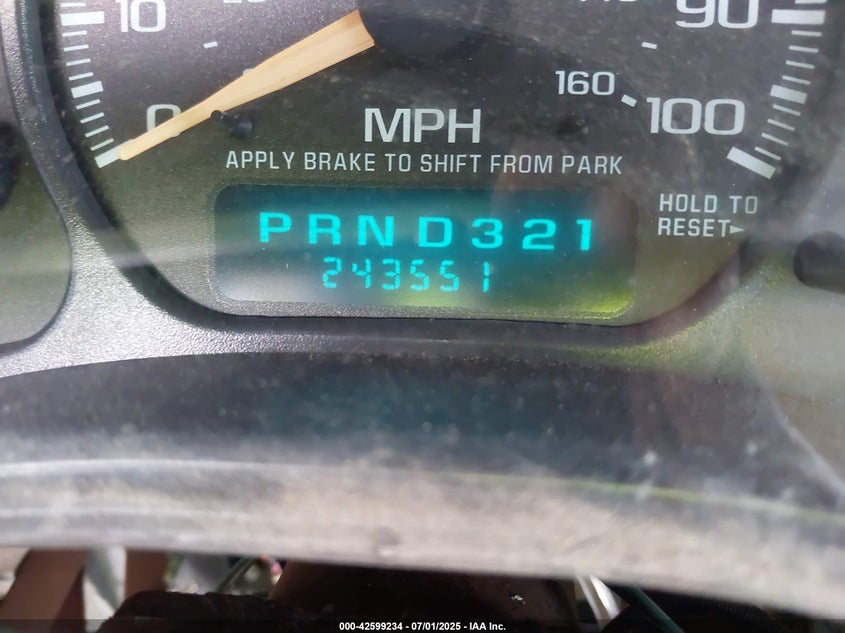 10
90
0
160
100
MPH
APPLY BRAKE TO SHIFT FROM PARK
HOLD TO
RESET
PRND321
243551
000-42599234 - 07/01/2025 - IAA Inc.